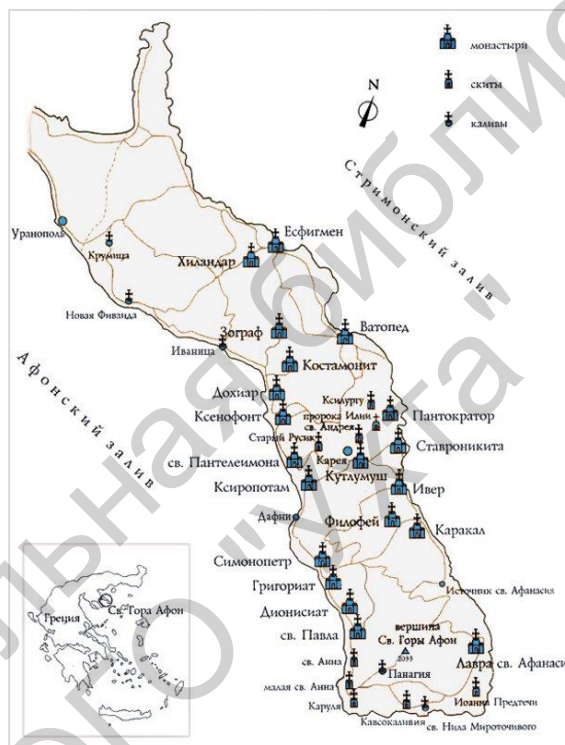 монастыри
скиты
каливы
N
Стримонский залив
Уранополь
Крумица
Есфигмен
Хиландар
Новая Фиваида
Зограф
Ватопед
Иваница
Костамонит
Афонский залив
Дохиар
Ксилургу
Ксенофонт
пророка Илии
Пантократор
св. Андрея
Старый Русик
Ставроникита
св. Пантелеимона
Карея
Кутлумуш
Ксиропотам
Ивер
Дафни
Филофей
Каракал
Симонопетр
Григориат
Источник св. Афанасия
Дионисиат
вершина
Св. Горы Афон
2033
св. Павла
Лавра св. Афанаси
св. Анна
Панагия
малая св. Анна
Иоанна Предтечи
Каруля
Кавсокаливия
св. Нила Мироточивого
Греция
Св. Гора Афон
"УХТА"